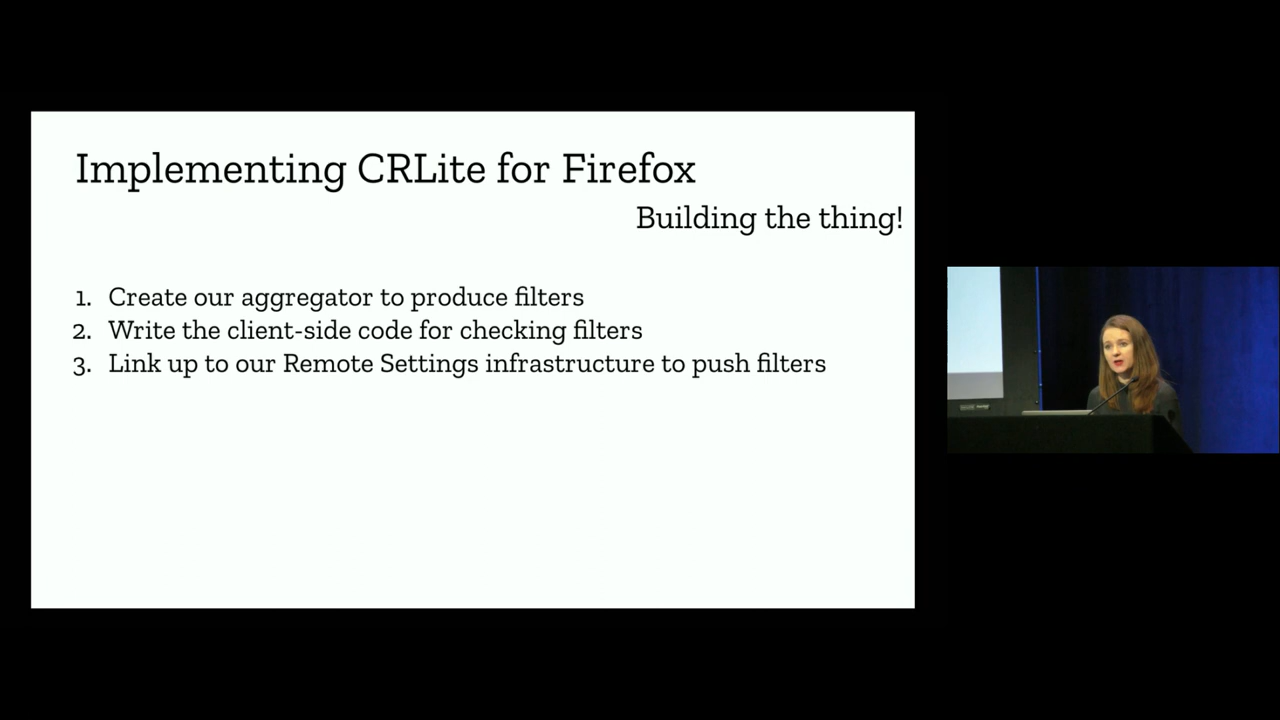 Implementing CRLite for Firefox
Building the thing!
1. Create our aggregator to produce filters
2. Write the client-side code for checking filters
3. Link up to our Remote Settings infrastructure to push filters